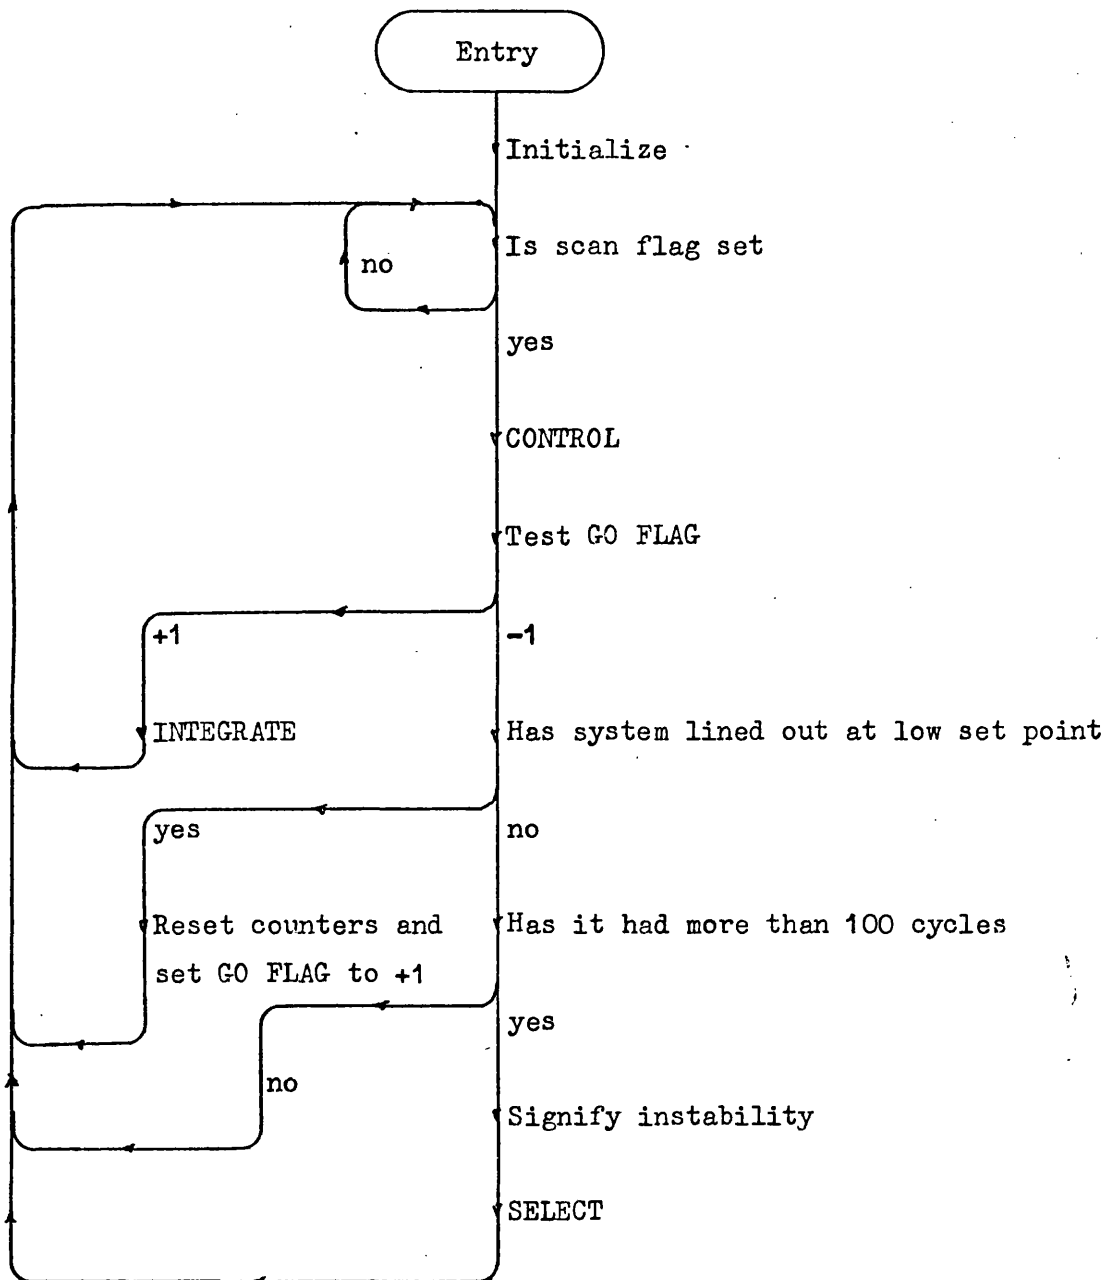 Entry
Initialize
Is scan flag set
no
yes
CONTROL
Test GO FLAG
+1
-1
INTEGRATE
Has system lined out at low set point
yes
no
Reset counters and
set GO FLAG to +1
Has it had more than 100 cycles
yes
no
Signify instability
SELECT